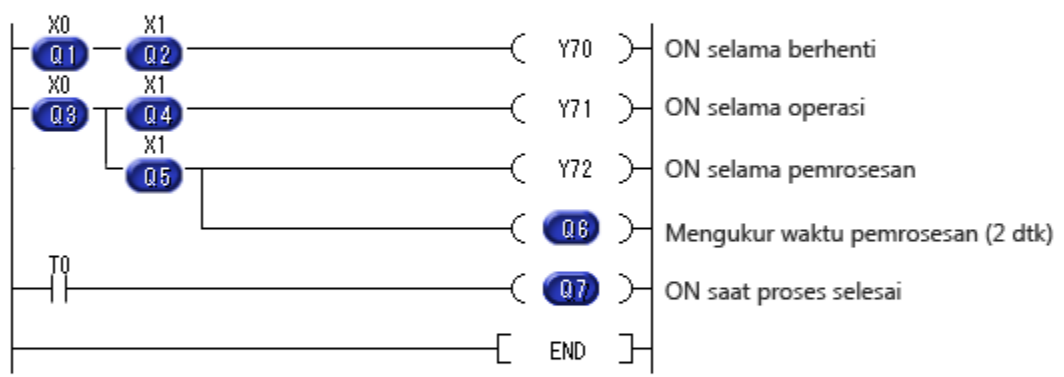 X0 X1
Q1 Q2 Y70 ON selama berhenti
X0 X1
Q3 Q4 Y71 ON selama operasi
X1
Q5 Y72 ON selama pemrosesan
Q6 Mengukur waktu pemrosesan (2 dtk)
T0
Q7 ON saat proses selesai
END